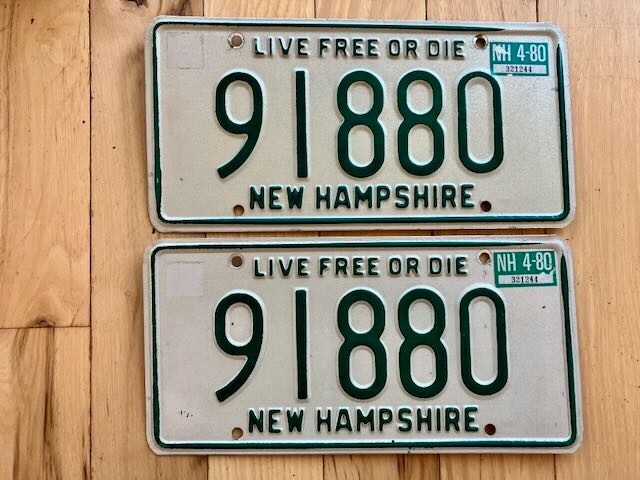 LIVE FREE OR DIE
NH 4-80
321244
91880
NEW HAMPSHIRE
LIVE FREE OR DIE
NH 4-80
321244
91880
NEW HAMPSHIRE